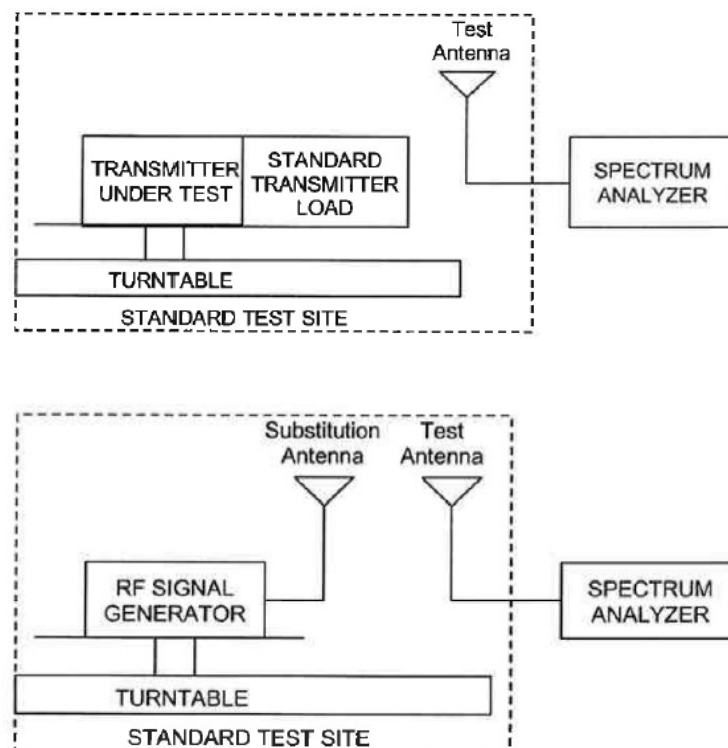 Test
Antenna
TRANSMITTER
UNDER TEST
STANDARD
TRANSMITTER
LOAD
SPECTRUM
ANALYZER
TURNTABLE
STANDARD TEST SITE
Substitution
Antenna
Test
Antenna
RF SIGNAL
GENERATOR
SPECTRUM
ANALYZER
TURNTABLE
STANDARD TEST SITE